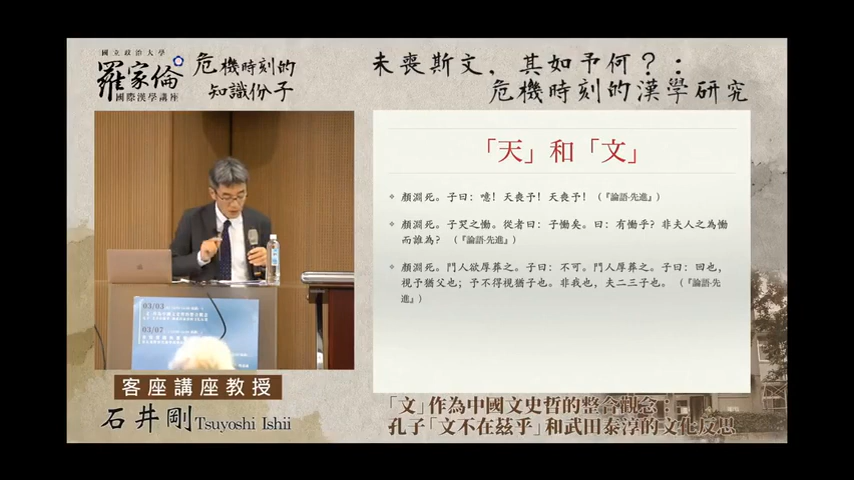 國立政治大學
羅家倫
國際漢學講座
危機時刻的
知識份子
未喪斯文，其如予何？：
危機時刻的漢學研究
「天」和「文」
顏淵死。子曰：噫！天喪予！天喪予！（『論語·先進』）
顏淵死。子哭之慟。從者曰：子慟矣。曰：有慟乎？非夫人之為慟
而誰為？（『論語·先進』）
顏淵死。門人欲厚葬之。子曰：不可。門人厚葬之。子曰：回也，
視予猶父也；予不得視猶子也。非我也，夫二三子也。（『論語·先
進』）
03/03
03/07
客座講座教授
石井剛 Tsuyoshi Ishii
「文」作為中國文史哲的整合觀念：
孔子「文不在茲乎」和武田泰淳的文化反思